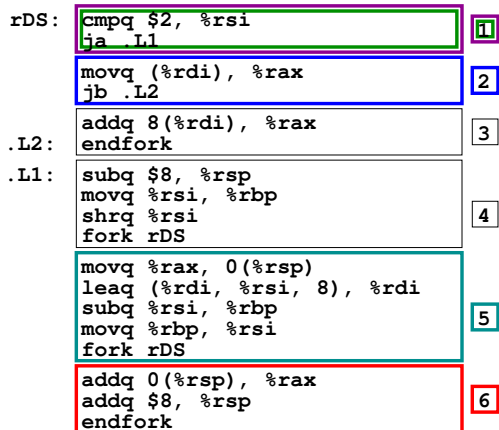 rDS: cmpq $2, %rsi
ja .L1 1
movq (%rdi), %rax
jb .L2 2
addq 8(%rdi), %rax
.L2: endfork 3
.L1: subq $8, %rsp
movq %rsi, %rbp
shrq %rsi
fork rDS 4
movq %rax, 0(%rsp)
leaq (%rdi, %rsi, 8), %rdi
subq %rsi, %rbp
movq %rbp, %rsi
fork rDS 5
addq 0(%rsp), %rax
addq $8, %rsp
endfork 6